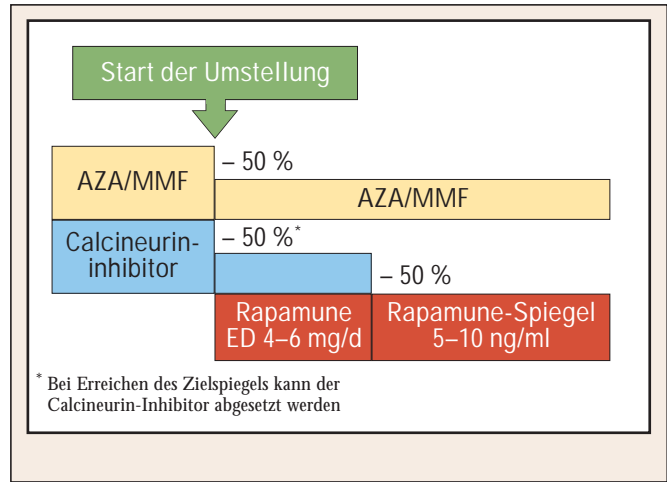 Start der Umstellung
AZA/MMF
– 50 %
AZA/MMF
Calcineurin-
inhibitor
– 50 %*
– 50 %
Rapamune
ED 4–6 mg/d
Rapamune-Spiegel
5–10 ng/ml
* Bei Erreichen des Zielspiegels kann der
Calcineurin-Inhibitor abgesetzt werden